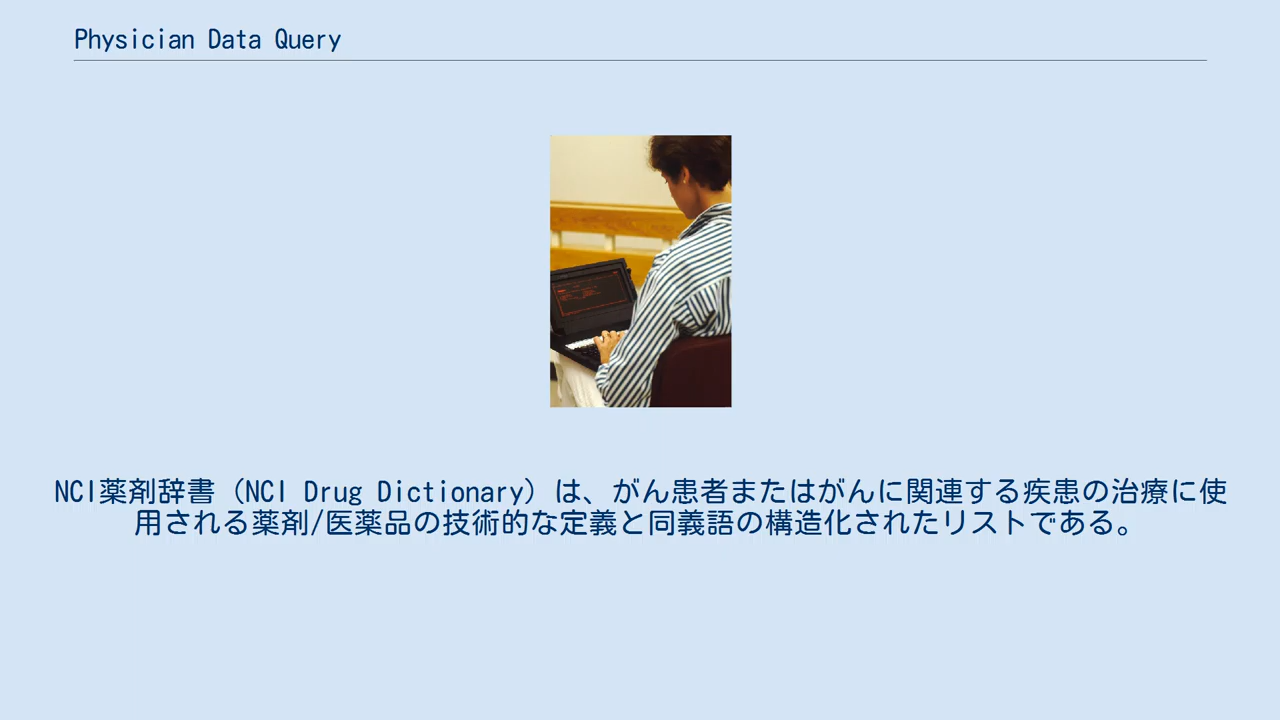 Physician Data Query
NCI薬剤辞書（NCI Drug Dictionary）は、がん患者またはがんに関連する疾患の治療に使
用される薬剤/医薬品の技術的な定義と同義語の構造化されたリストである。